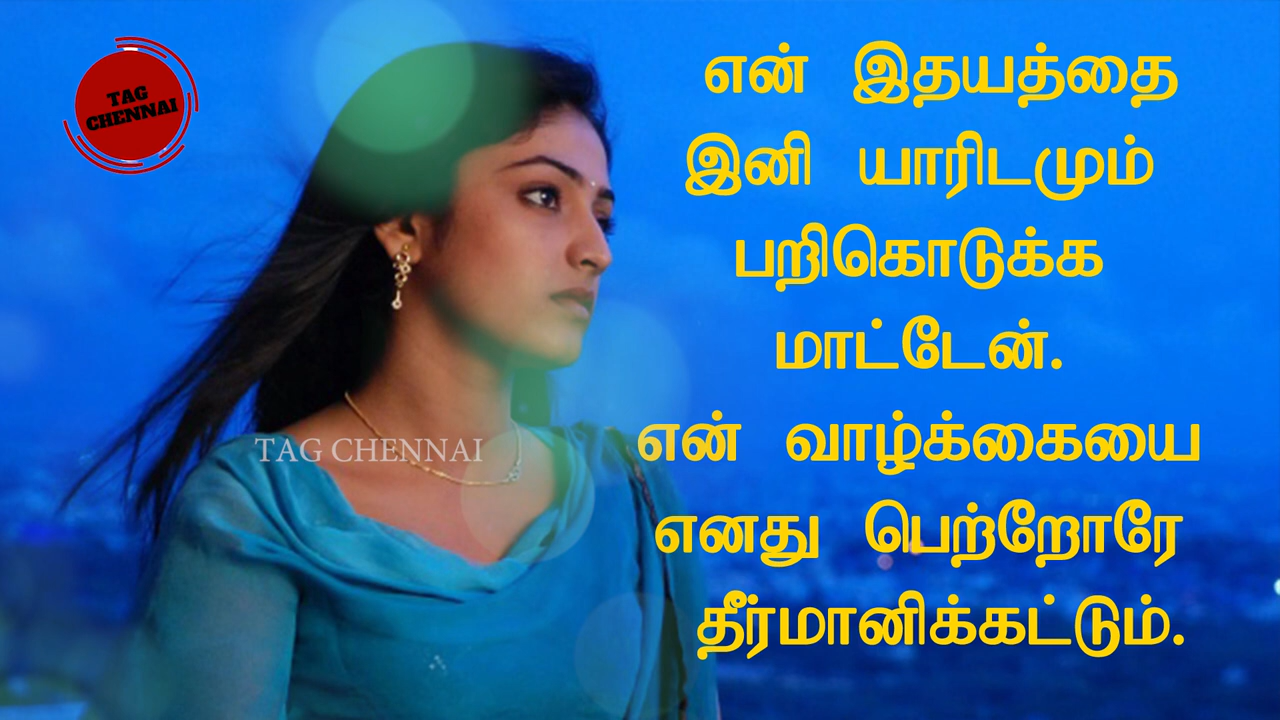 TAG
CHENNAI
என் இதயத்தை
இனி யாரிடமும்
பறிகொடுக்க
மாட்டேன்.
என் வாழ்க்கையை
எனது பெற்றோரே
தீர்மானிக்கட்டும்.
TAG CHENNAI